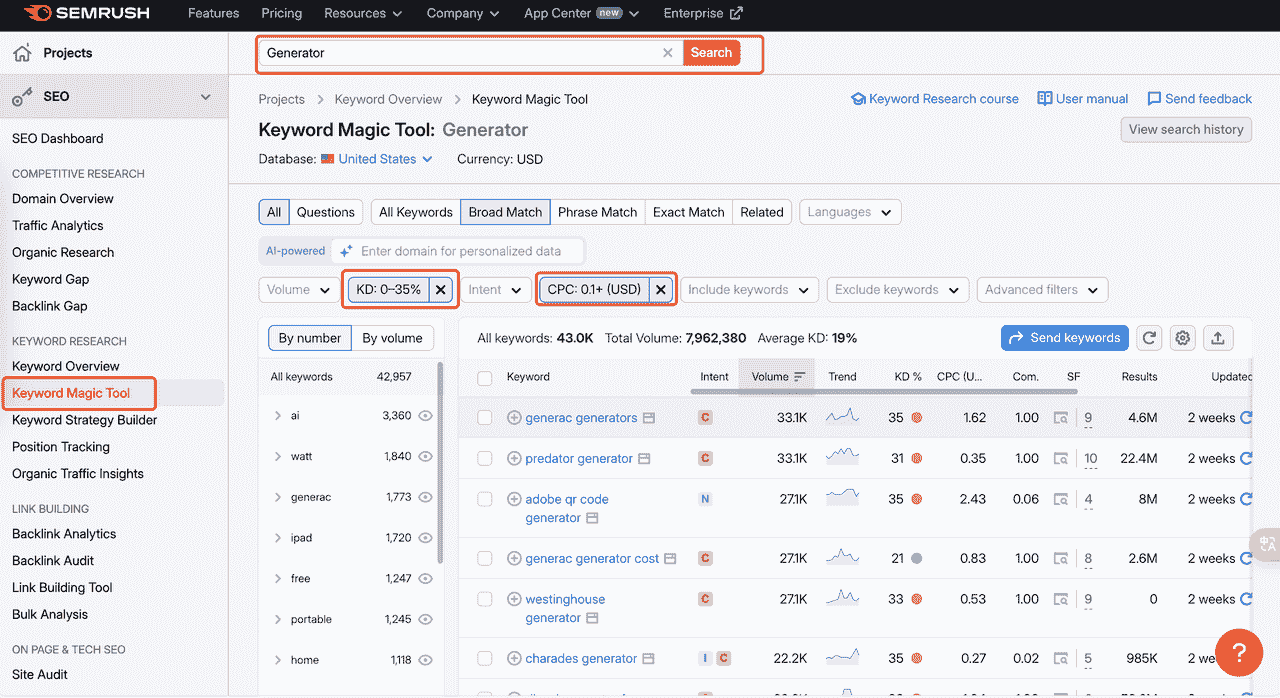 SEMRUSH
Features Pricing Resources Company App Center new Enterprise
Projects
Generator Search
SEO
Projects Keyword Overview Keyword Magic Tool
Keyword Research course User manual Send feedback
Keyword Magic Tool: Generator
View search history
Database: United States Currency: USD
SEO Dashboard
COMPETITIVE RESEARCH
Domain Overview
Traffic Analytics
Organic Research
Keyword Gap
Backlink Gap
KEYWORD RESEARCH
Keyword Overview
Keyword Magic Tool
Keyword Strategy Builder
Position Tracking
Organic Traffic Insights
LINK BUILDING
Backlink Analytics
Backlink Audit
Link Building Tool
Bulk Analysis
ON PAGE & TECH SEO
Site Audit
All Questions All Keywords Broad Match Phrase Match Exact Match Related Languages
AI-powered Enter domain for personalized data
Volume KD: 0–35% Intent CPC: 0.1+ (USD) Include keywords Exclude keywords Advanced filters
By number By volume
All keywords 42,957
ai 3,360
watt 1,840
generac 1,773
ipad 1,720
free 1,247
portable 1,245
home 1,118
All keywords: 43.0K Total Volume: 7,962,380 Average KD: 19% Send keywords
Keyword Intent Volume Trend KD % CPC (U... Com. SF Results Updated
generac generators C 33.1K 35 1.62 1.00 9 4.6M 2 weeks
predator generator C 33.1K 31 0.35 1.00 10 22.4M 2 weeks
adobe qr code
generator N 27.1K 35 2.43 0.06 4 8M 2 weeks
generac generator cost C 27.1K 21 0.83 1.00 8 2.6M 2 weeks
westinghouse
generator C 27.1K 33 0.53 1.00 9 0 2 weeks
charades generator I C 22.2K 35 0.27 0.02 5 985K 2 we
?
中
A